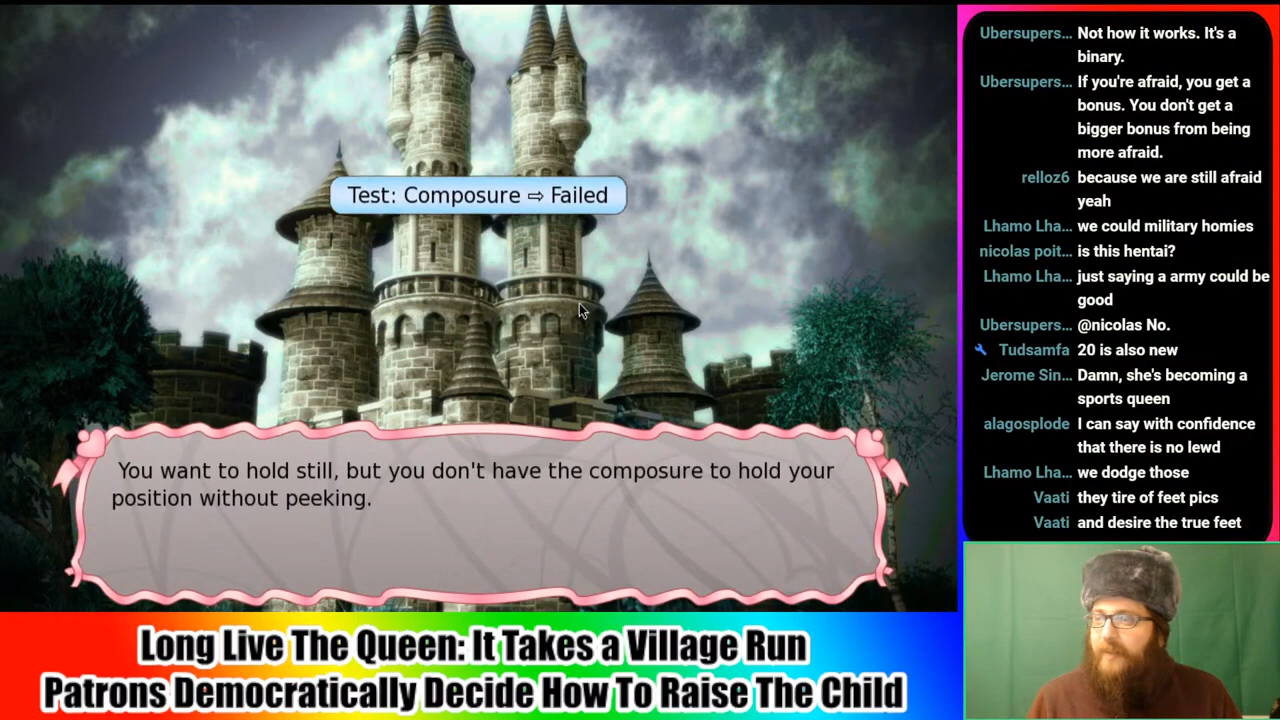 Test: Composure ⇨ Failed
You want to hold still, but you don't have the composure to hold your
position without peeking.
Long Live The Queen: It Takes a Village Run
Patrons Democratically Decide How To Raise The Child
Ubersupers… Not how it works. It's a
binary.
Ubersupers… If you're afraid, you get a
bonus. You don't get a
bigger bonus from being
more afraid.
relloz6 because we are still afraid
yeah
Lhamo Lha… we could military homies
nicolas poit… is this hentai?
Lhamo Lha… just saying a army could be
good
Ubersupers… @nicolas No.
Tudsamfa 20 is also new
Jerome Sin… Damn, she's becoming a
sports queen
alagosplode I can say with confidence
that there is no lewd
Lhamo Lha… we dodge those
Vaati they tire of feet pics
Vaati and desire the true feet